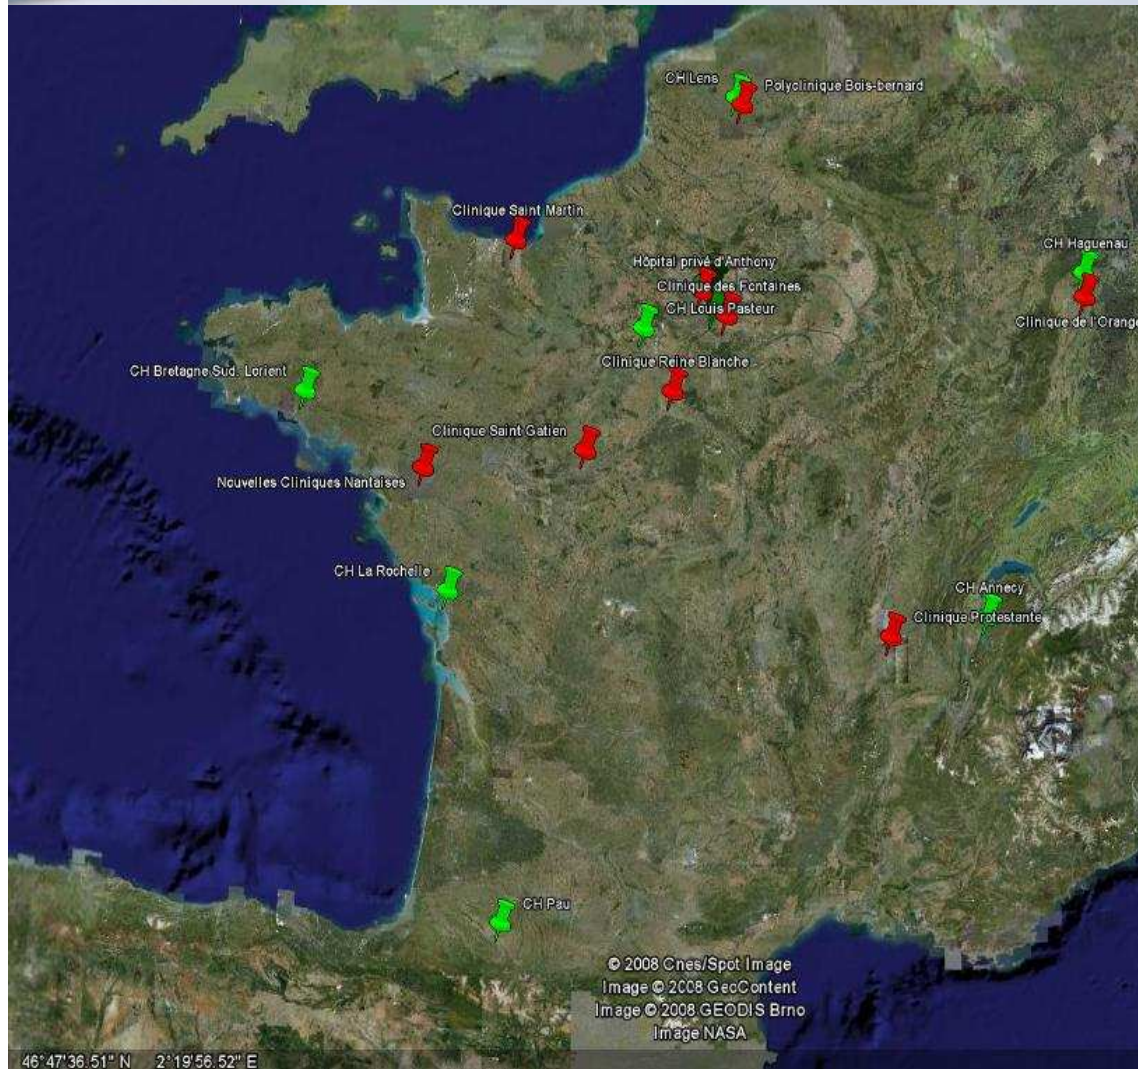 CH Lens
Polyclinique Bois-bernard
Clinique Saint Martin
CH Haguenau
Hôpital privé d'Anthony
Clinique des Fontaines
CH Louis Pasteur
Clinique de l'Orange
Clinique Reine Blanche
CH Bretagne Sud. Lorient
Clinique Saint Gatien
Nouvelles Cliniques Nantaises
CH La Rochelle
CH Annecy
Clinique Protestante
CH Pau
© 2008 Cnes/Spot Image
Image © 2008 GeoContent
Image © 2008 GEODIS Brno
Image NASA
46°47'36.51" N 2°19'56.52" E